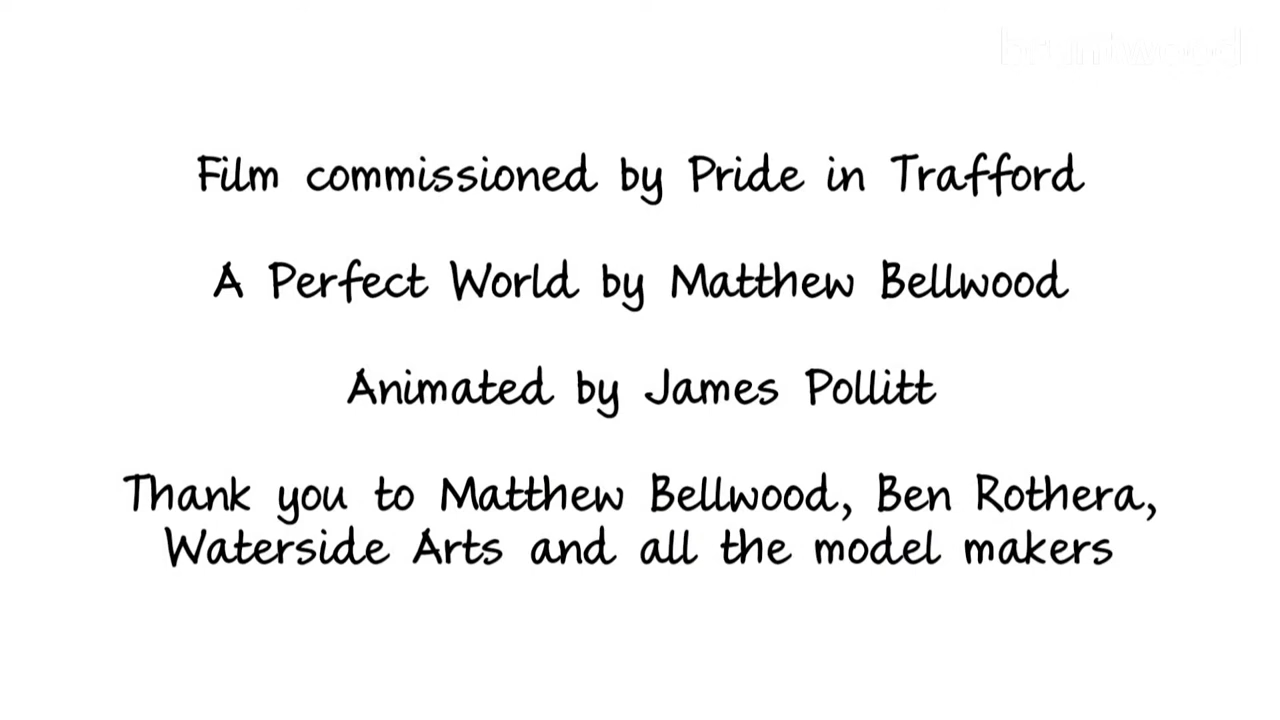 bruntwood
Film commissioned by Pride in Trafford
A Perfect World by Matthew Bellwood
Animated by James Pollitt
Thank you to Matthew Bellwood, Ben Rothera,
Waterside Arts and all the model makers